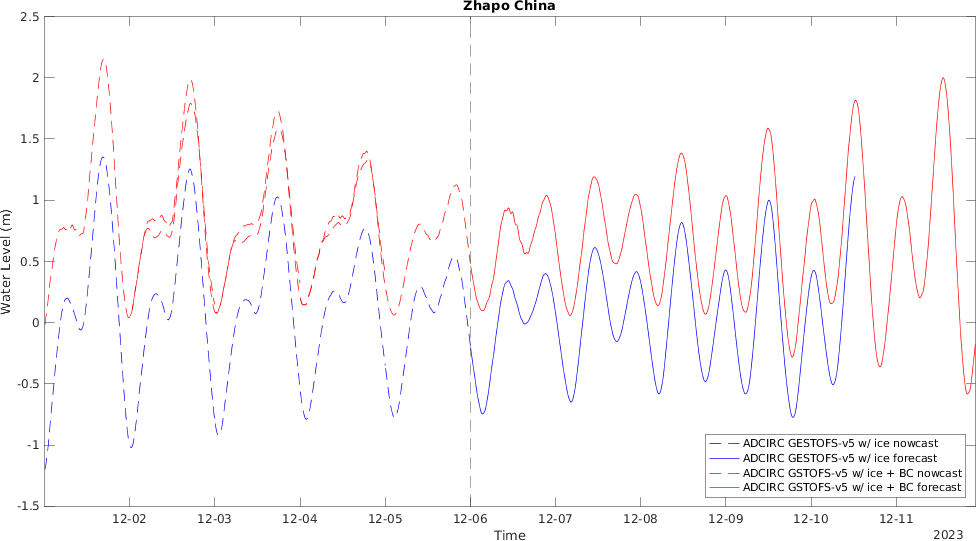 Zhapo China
2.5
2
1.5
1
0.5
0
-0.5
-1
-1.5
Water Level (m)
12-02 12-03 12-04 12-05 12-06 12-07 12-08 12-09 12-10 12-11
Time
2023
ADCIRC GESTOFS-v5 w/ ice nowcast
ADCIRC GESTOFS-v5 w/ ice forecast
ADCIRC GSTOFS-v5 w/ ice + BC nowcast
ADCIRC GSTOFS-v5 w/ ice + BC forecast